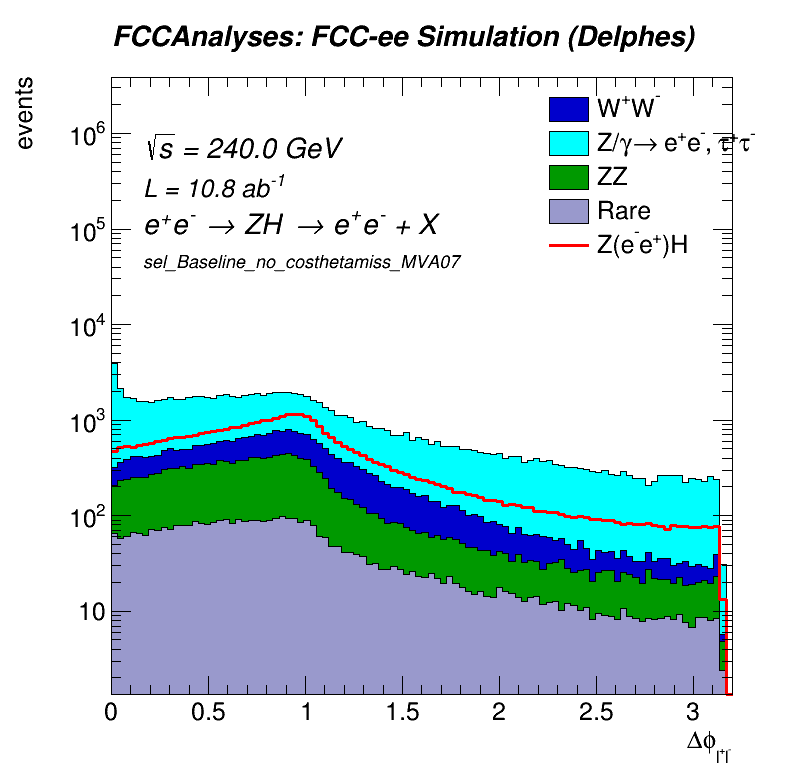 FCCAnalyses: FCC-ee Simulation (Delphes)
events
√s = 240.0 GeV
L = 10.8 ab⁻¹
e⁺e⁻ → ZH → e⁺e⁻ + X
sel_Baseline_no_costhetamiss_MVA07
W⁺W⁻
Z/γ→ e⁺e⁻, τ⁺τ⁻
ZZ
Rare
Z(e⁻e⁺)H
10⁶
10⁵
10⁴
10³
10²
10
0 0.5 1 1.5 2 2.5 3
Δϕ l⁺l⁻